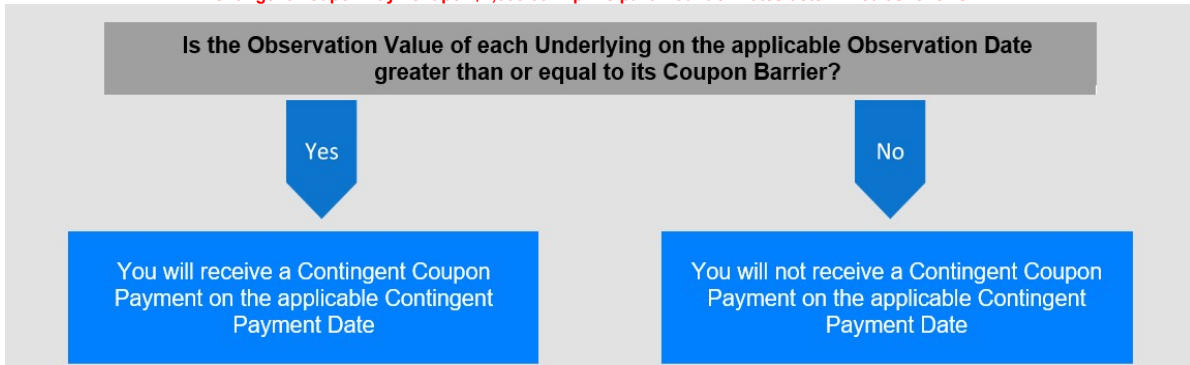 Is the Observation Value of each Underlying on the applicable Observation Date
greater than or equal to its Coupon Barrier?
Yes
No
You will receive a Contingent Coupon
Payment on the applicable Contingent
Payment Date
You will not receive a Contingent Coupon
Payment on the applicable Contingent
Payment Date